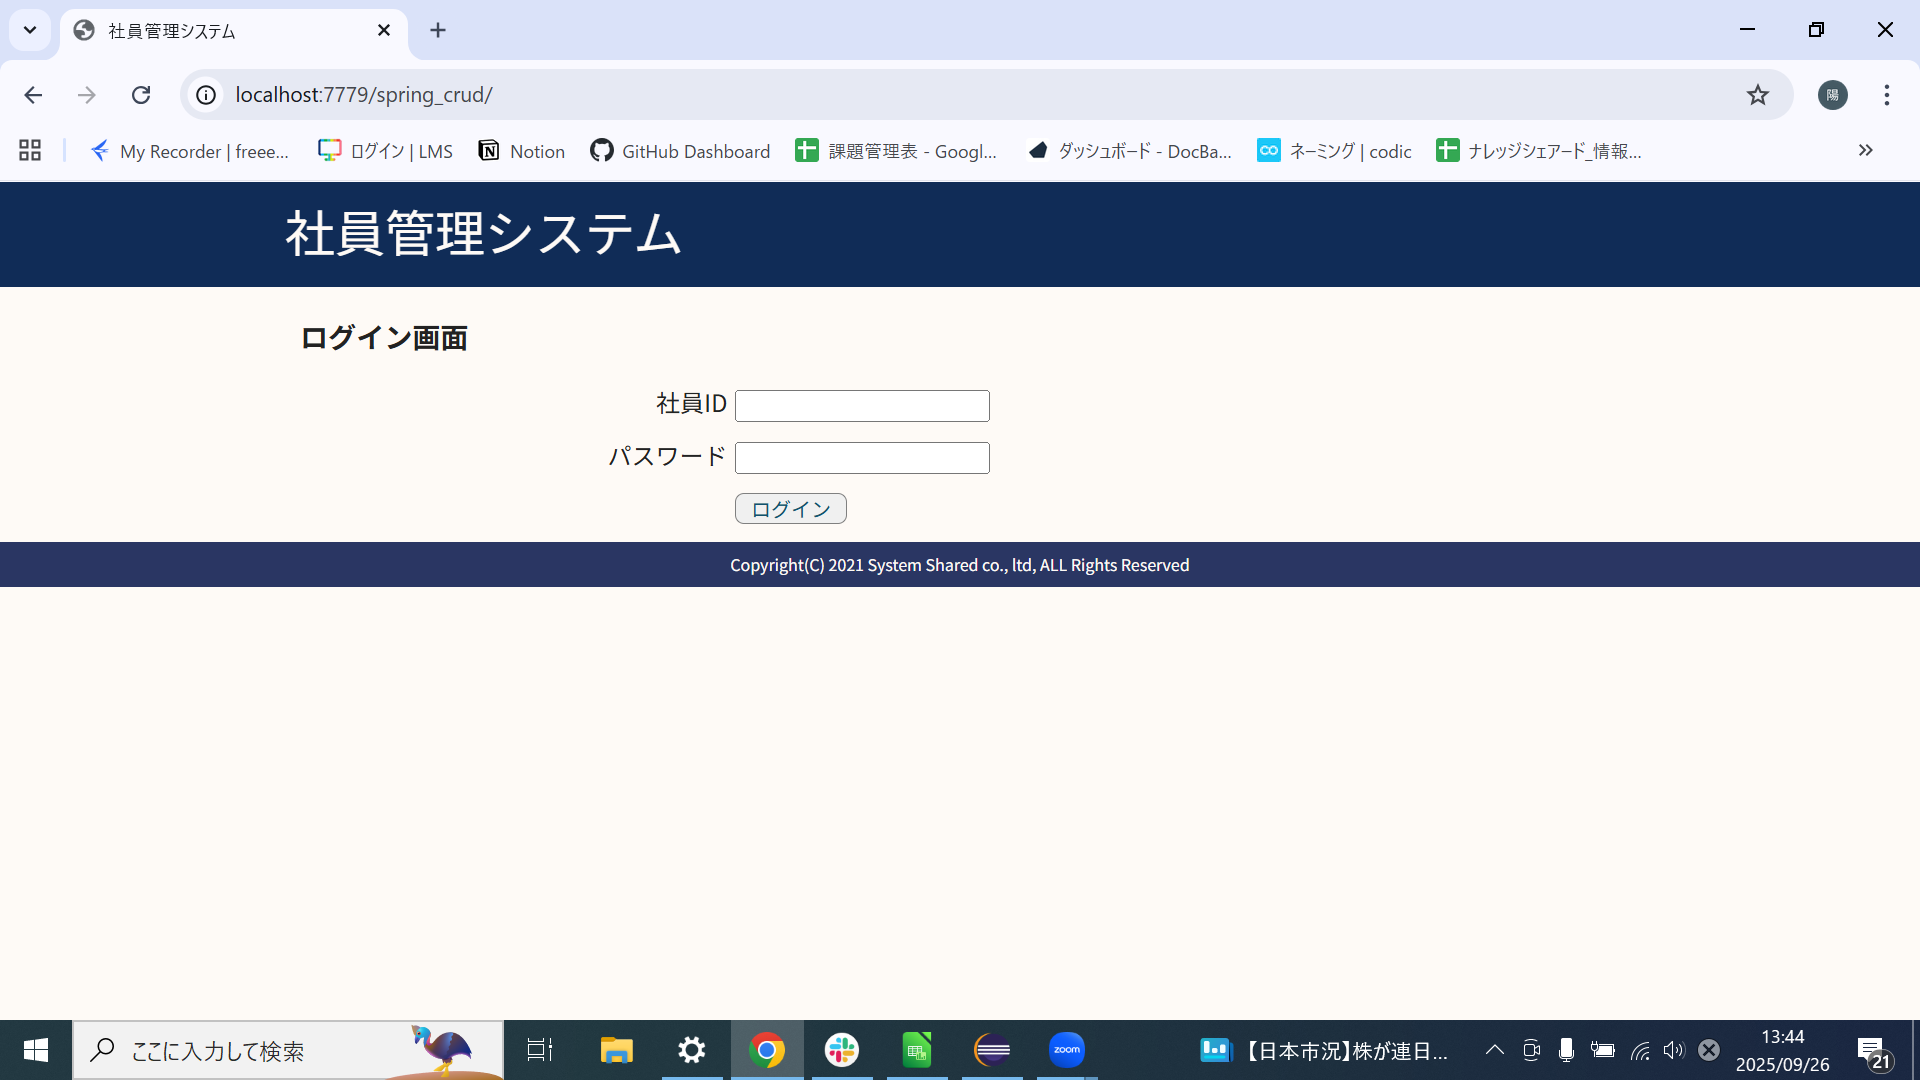 社員管理システム
localhost:7779/spring_crud/
陽
My Recorder | freee...
ログイン | LMS
Notion
GitHub Dashboard
課題管理表 - Googl...
ダッシュボード - DocBa...
ネーミング | codic
ナレッジシェアード_情報...
社員管理システム
ログイン画面
社員ID
パスワード
ログイン
Copyright(C) 2021 System Shared co., ltd, ALL Rights Reserved
ここに入力して検索
zoom
【日本市況】株が連日...
13:44
2025/09/26
21